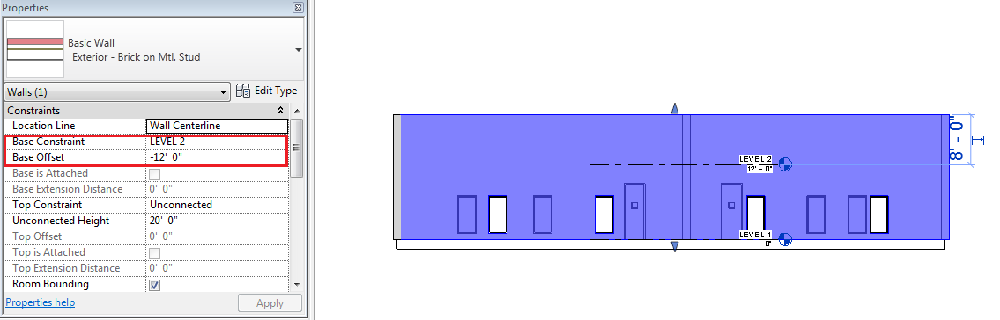 Properties
Basic Wall
_Exterior - Brick on Mtl. Stud
Walls (1)
Edit Type
Constraints
Location Line Wall Centerline
Base Constraint LEVEL 2
Base Offset -12' 0"
Base is Attached
Base Extension Distance 0' 0"
Top Constraint Unconnected
Unconnected Height 20' 0"
Top Offset 0' 0"
Top is Attached
Top Extension Distance 0' 0"
Room Bounding
Properties help
Apply
8' - 0"
LEVEL 2
12' - 0"
LEVEL 1
0"